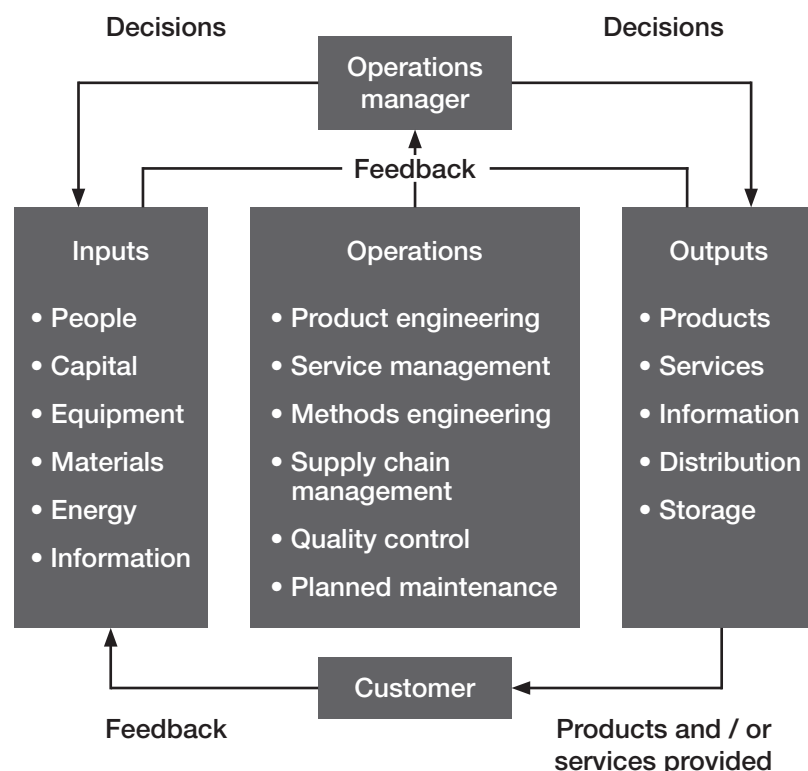 Decisions
Decisions
Operations
manager
Feedback
Inputs
• People
• Capital
• Equipment
• Materials
• Energy
• Information
Operations
• Product engineering
• Service management
• Methods engineering
• Supply chain
management
• Quality control
• Planned maintenance
Outputs
• Products
• Services
• Information
• Distribution
• Storage
Customer
Feedback
Products and / or
services provided